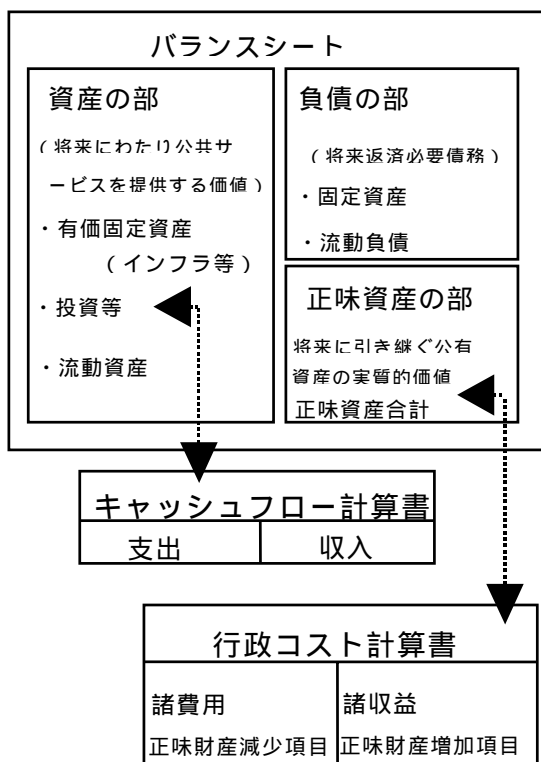 バランスシート
資産の部
(将来にわたり公共サ
ービスを提供する価値)
・有価固定資産
(インフラ等)
・投資等
・流動資産
負債の部
(将来返済必要債務)
・固定資産
・流動負債
正味資産の部
将来に引き継ぐ公有
資産の実質的価値
正味資産合計
キャッシュフロー計算書
支出
収入
行政コスト計算書
諸費用
正味財産減少項目
諸収益
正味財産増加項目